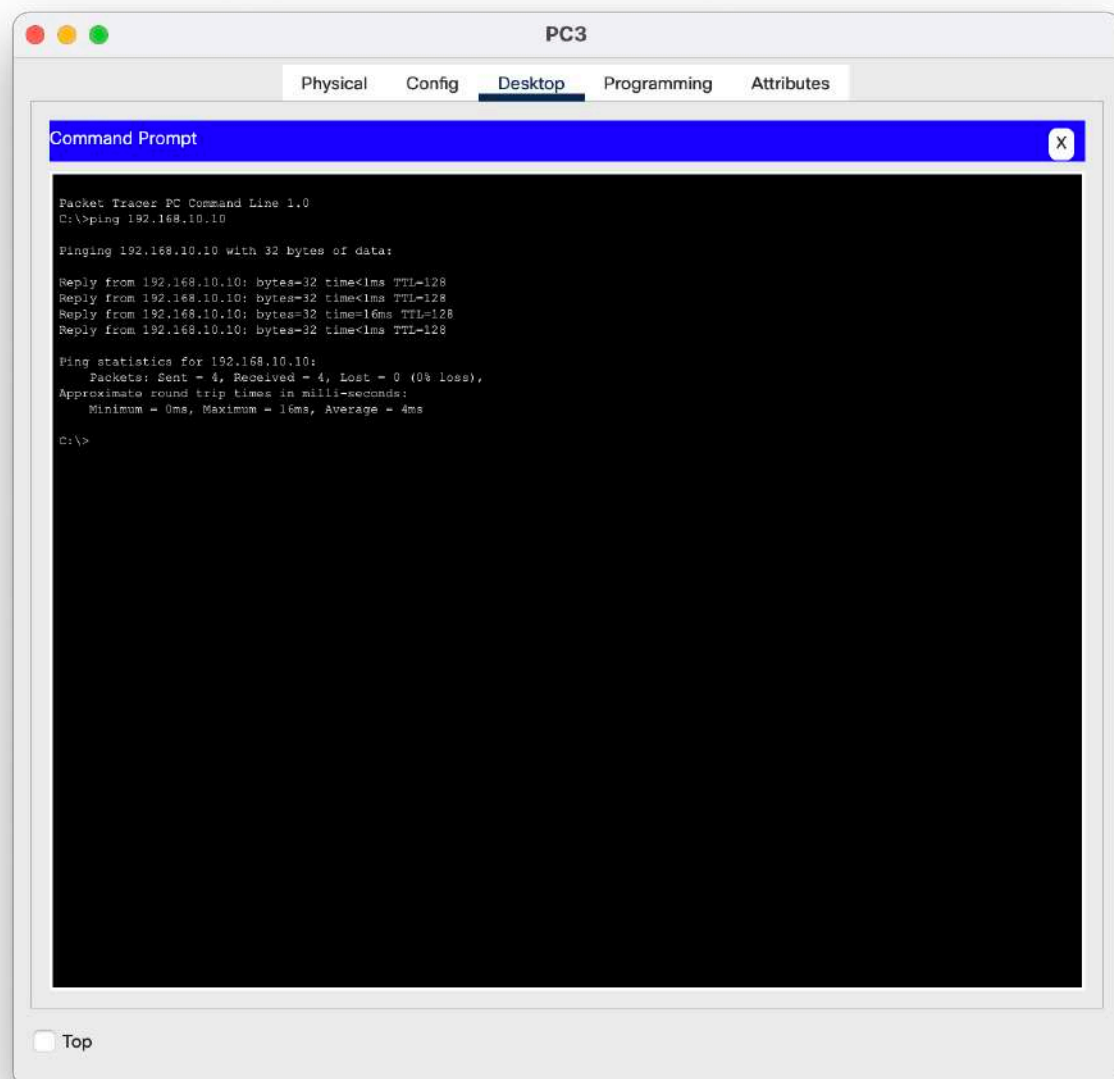 PC3
Physical Config Desktop Programming Attributes
Command Prompt
X
Packet Tracer PC Command Line 1.0
C:\>ping 192.168.10.10
Pinging 192.168.10.10 with 32 bytes of data:
Reply from 192.168.10.10: bytes=32 time<1ms TTL=128
Reply from 192.168.10.10: bytes=32 time<1ms TTL=128
Reply from 192.168.10.10: bytes=32 time=16ms TTL=128
Reply from 192.168.10.10: bytes=32 time<1ms TTL=128
Ping statistics for 192.168.10.10:
Packets: Sent = 4, Received = 4, Lost = 0 (0% loss),
Approximate round trip times in milli-seconds:
Minimum = 0ms, Maximum = 16ms, Average = 4ms
C:\>
Top